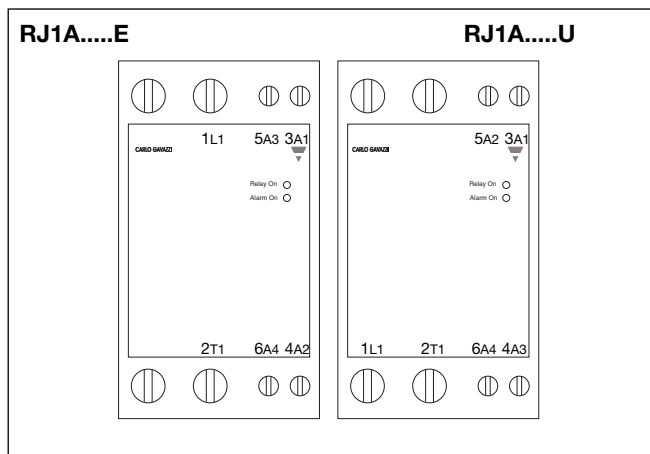 RJ1A.....E
RJ1A.....U
1L1 5A3 3A1
CARLO GAVAZZI
Relay On
Alarm On
2T1 6A4 4A2
5A2 3A1
CARLO GAVAZZI
Relay On
Alarm On
1L1 2T1 6A4 4A3